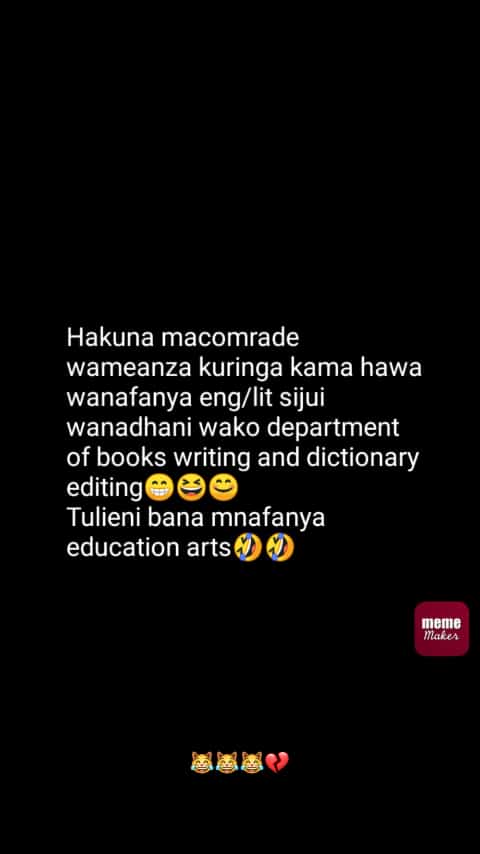 Hakuna macomrade
wameanza kuringa kama hawa
wanafanya eng/lit sijui
wanadhani wako department
of books writing and dictionary
editing😁😆😊
Tulieni bana mnafanya
education arts🤣🤣
meme
Maker
😹😹😹💔